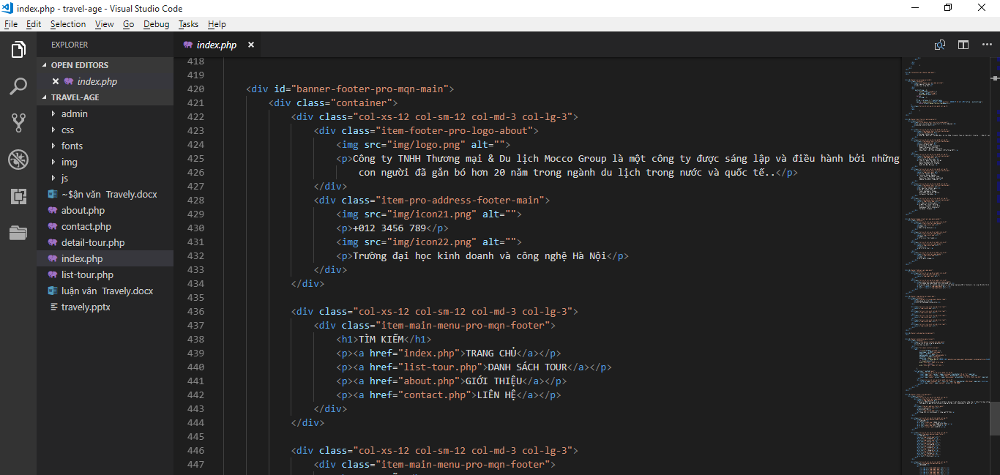 index.php - travel-age - Visual Studio Code
File Edit Selection View Go Debug Tasks Help
EXPLORER
OPEN EDITORS
index.php
TRAVEL-AGE
admin
css
fonts
img
js
~$ận văn Travely.docx
about.php
contact.php
detail-tour.php
index.php
list-tour.php
luận văn Travely.docx
travely.pptx
index.php
418
419
420 <div id="banner-footer-pro-mqn-main">
421 <div class="container">
422 <div class="col-xs-12 col-sm-12 col-md-3 col-lg-3">
423 <div class="item-footer-pro-logo-about">
424 <img src="img/logo.png" alt="">
425 <p>Công ty TNHH Thương mại & Du lịch Mocco Group là một công ty được sáng lập và điều hành bởi những
426 con người đã gắn bó hơn 20 năm trong ngành du lịch trong nước và quốc tế..</p>
427 </div>
428 <div class="item-pro-address-footer-main">
429 <img src="img/icon21.png" alt="">
430 <p>+012 3456 789</p>
431 <img src="img/icon22.png" alt="">
432 <p>Trường đại học kinh doanh và công nghệ Hà Nội</p>
433 </div>
434 </div>
435
436 <div class="col-xs-12 col-sm-12 col-md-3 col-lg-3">
437 <div class="item-main-menu-pro-mqn-footer">
438 <h1>TÌM KIẾM</h1>
439 <p><a href="index.php">TRANG CHỦ</a></p>
440 <p><a href="list-tour.php">DANH SÁCH TOUR</a></p>
441 <p><a href="about.php">GIỚI THIỆU</a></p>
442 <p><a href="contact.php">LIÊN HỆ</a></p>
443 </div>
444 </div>
445
446 <div class="col-xs-12 col-sm-12 col-md-3 col-lg-3">
447 <div class="item-main-menu-pro-mqn-footer">